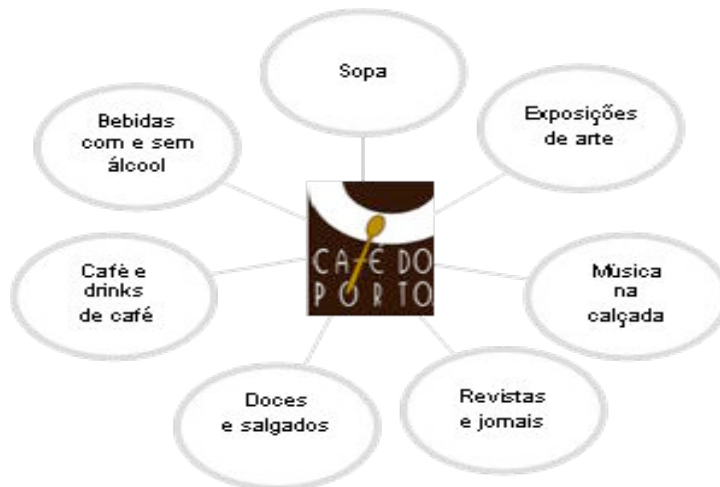 Sopa
Exposições
de arte
Música
na
calçada
Revistas
e jornais
Doces
e salgados
Café e
drinks
de café
Bebidas
com e sem
álcool
CAFÉ DO
PORTO